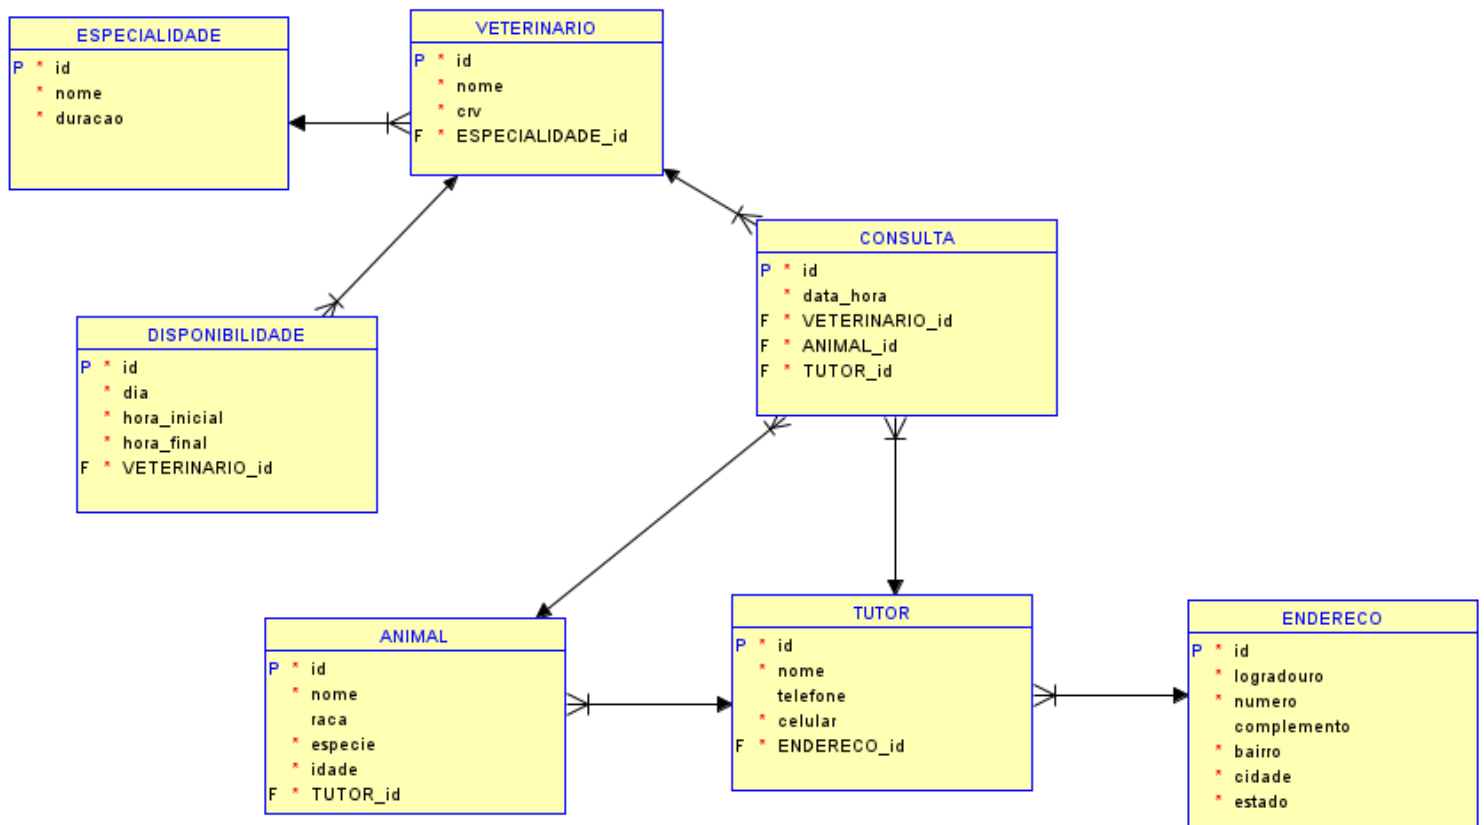 ESPECIALIDADE
P * id
* nome
* duracao
VETERINARIO
P * id
* nome
* crv
F * ESPECIALIDADE_id
CONSULTA
P * id
* data_hora
F * VETERINARIO_id
F * ANIMAL_id
F * TUTOR_id
DISPONIBILIDADE
P * id
* dia
* hora_inicial
* hora_final
F * VETERINARIO_id
ANIMAL
P * id
* nome
raca
* especie
* idade
F * TUTOR_id
TUTOR
P * id
* nome
telefone
* celular
F * ENDERECO_id
ENDERECO
P * id
* logradouro
* numero
complemento
* bairro
* cidade
* estado